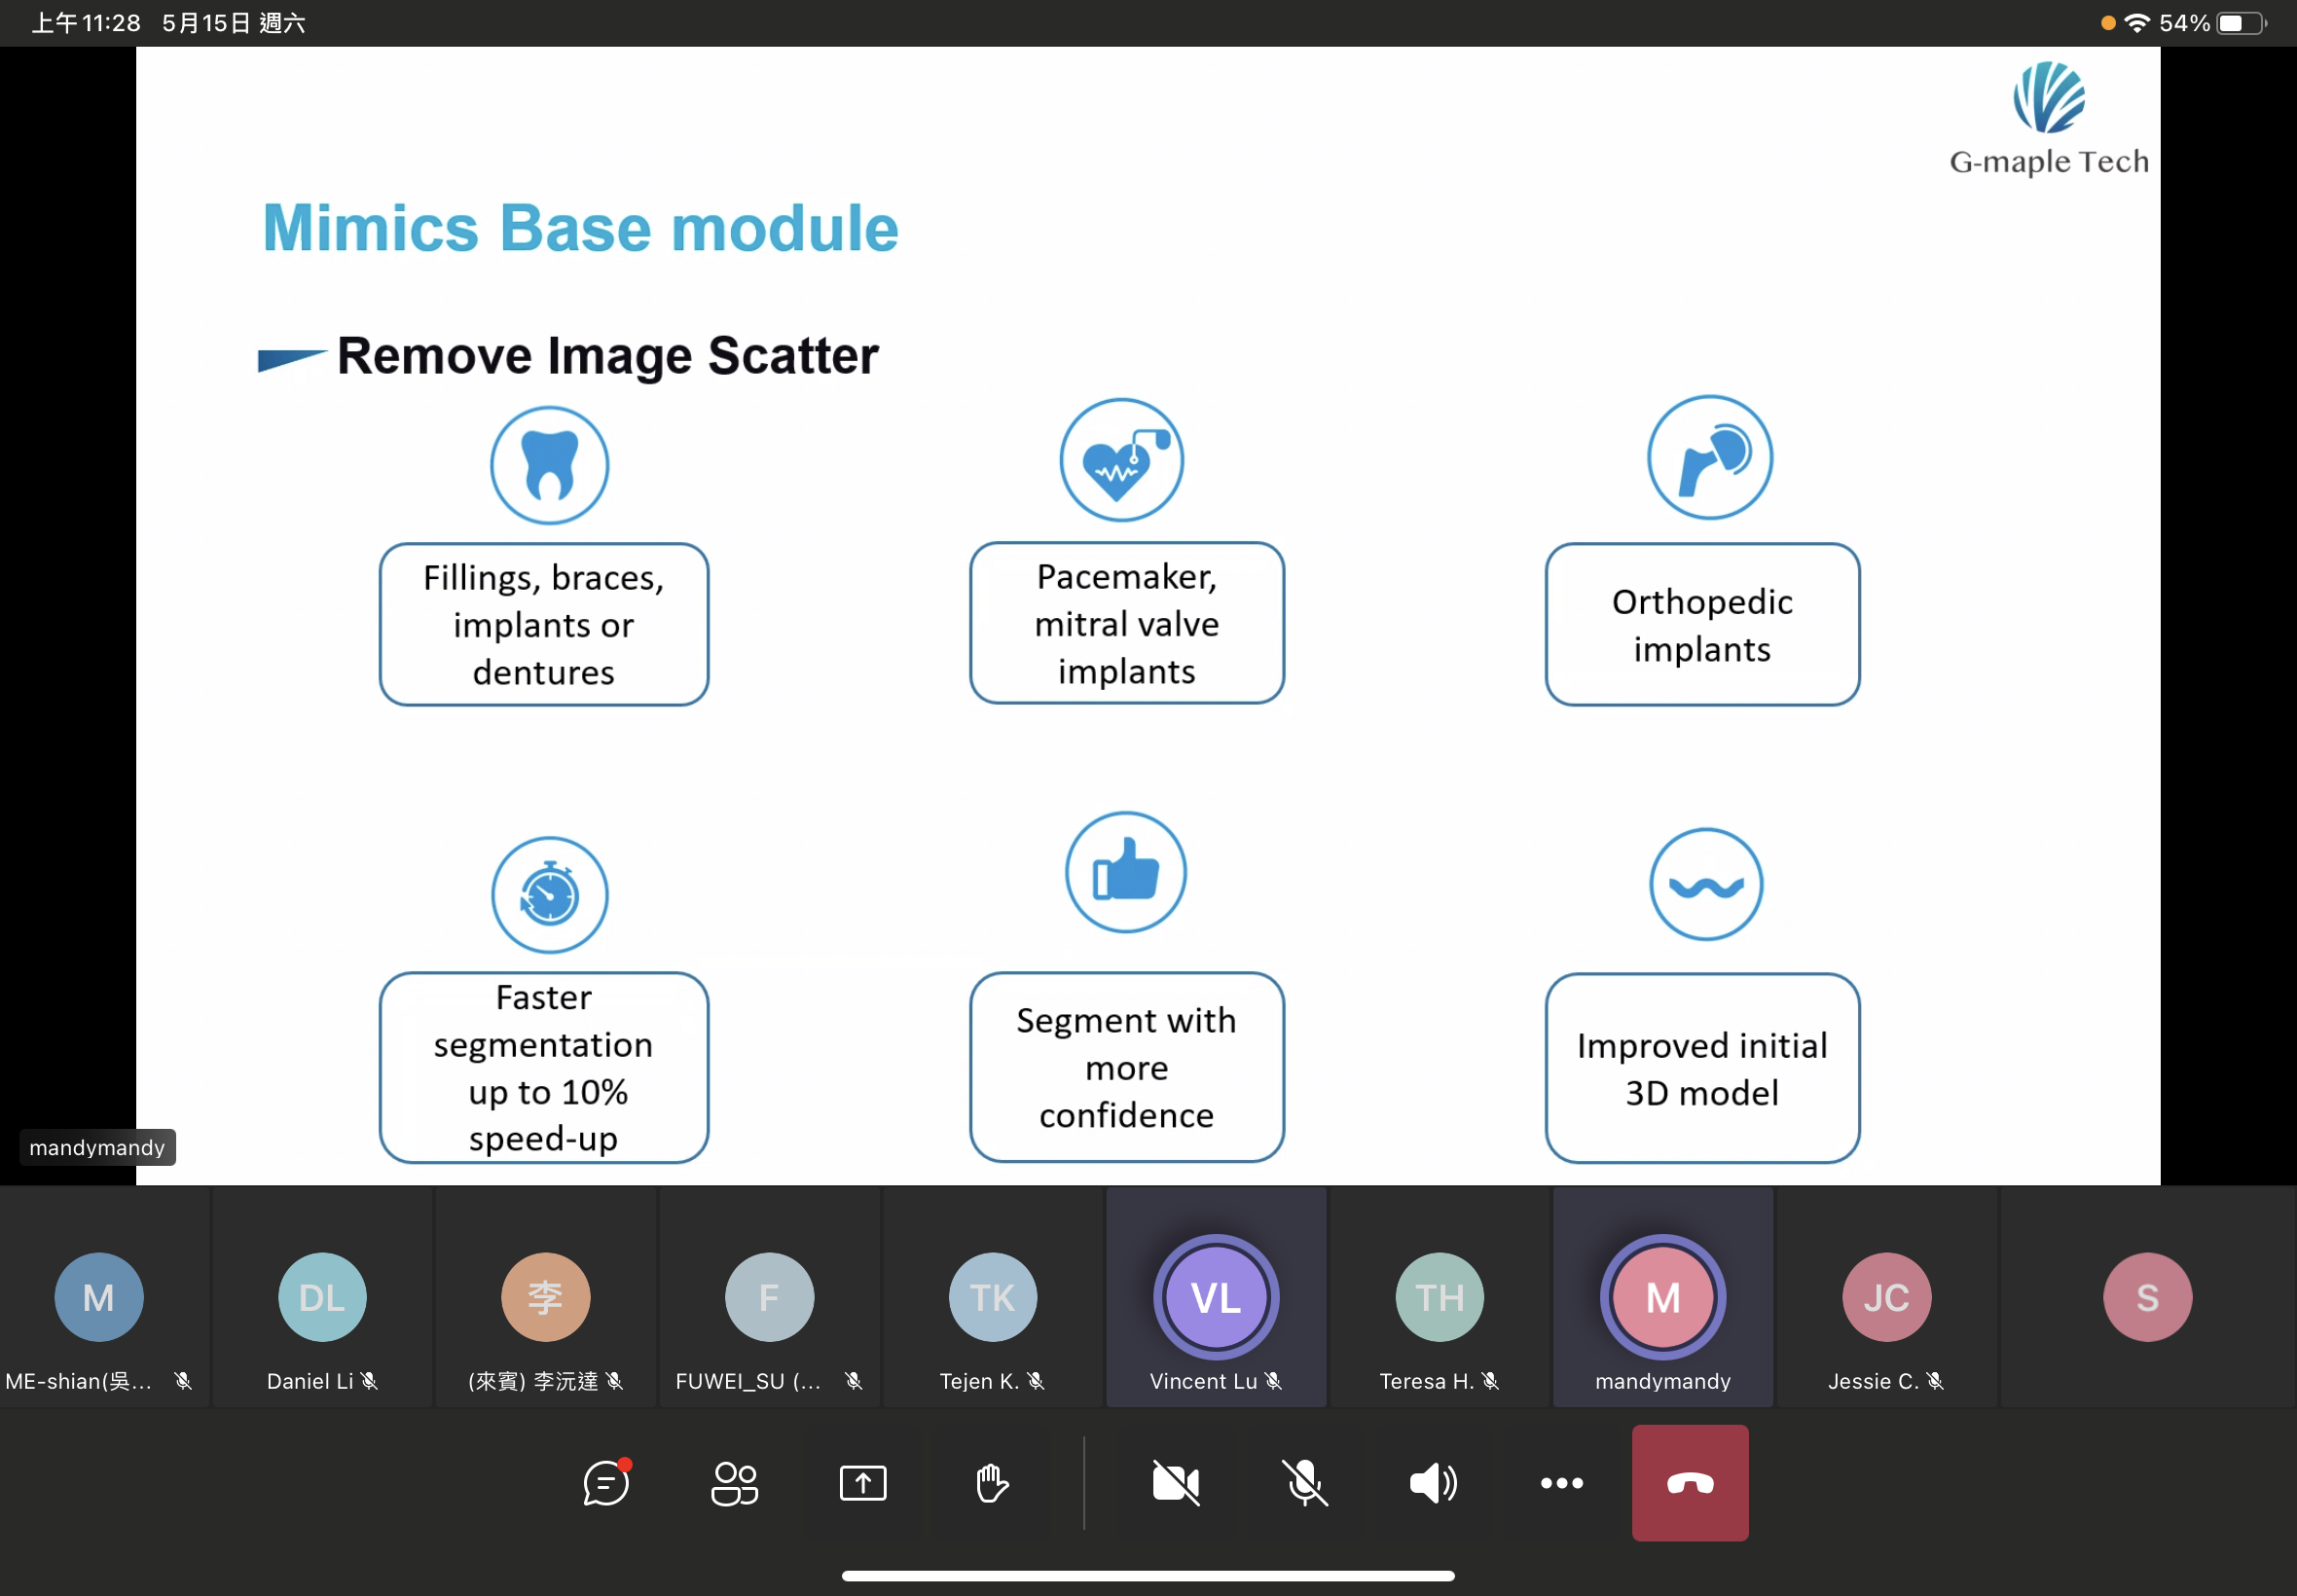 上午11:28 5月15日 週六
54%
G-maple Tech
Mimics Base module
Remove Image Scatter
Fillings, braces,
implants or
dentures
Pacemaker,
mitral valve
implants
Orthopedic
implants
Faster
segmentation
up to 10%
speed-up
Segment with
more
confidence
Improved initial
3D model
mandymandy
M
DL
李
F
TK
VL
TH
M
JC
S
ME-shian(吳...
Daniel Li
(來賓) 李沅達
FUWEI_SU (...
Tejen K.
Vincent Lu
Teresa H.
mandymandy
Jessie C.